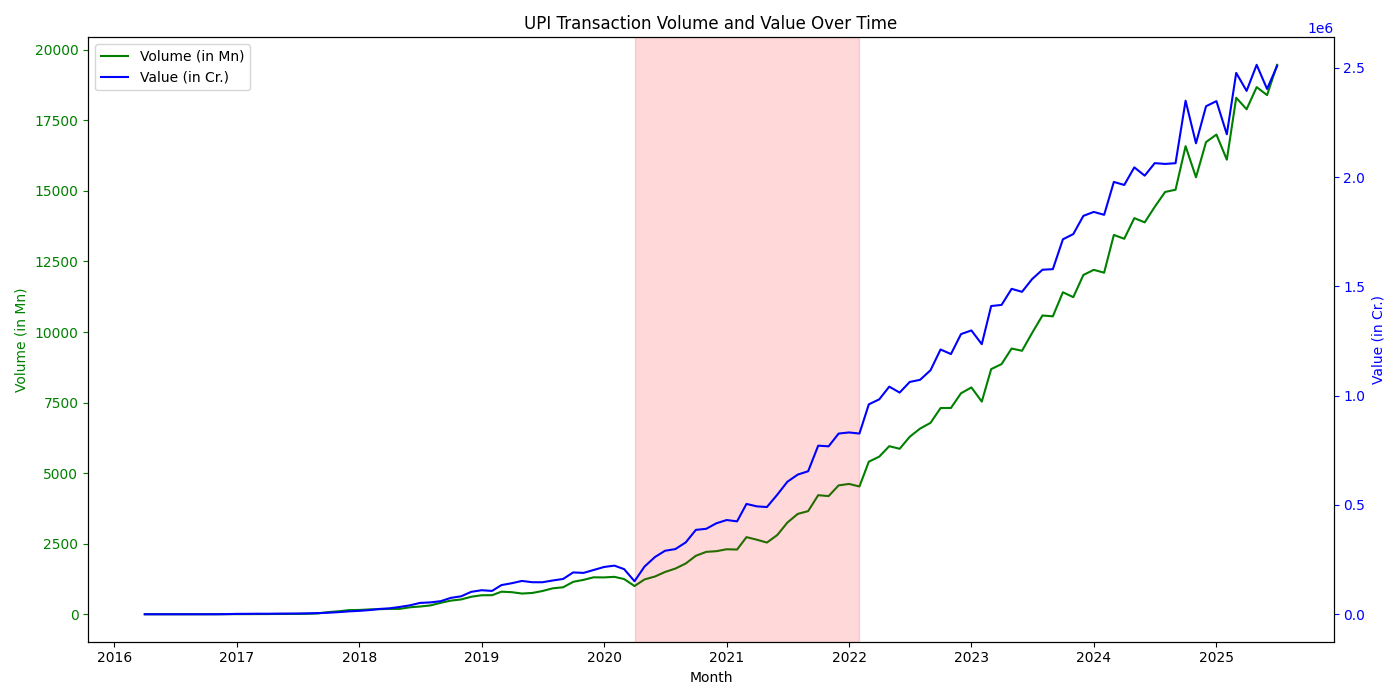 UPI Transaction Volume and Value Over Time
1e6
Volume (in Mn)
Value (in Cr.)
20000
17500
15000
12500
10000
7500
5000
2500
0
Volume (in Mn)
2.5
2.0
1.5
1.0
0.5
0.0
Value (in Cr.)
2016 2017 2018 2019 2020 2021 2022 2023 2024 2025
Month